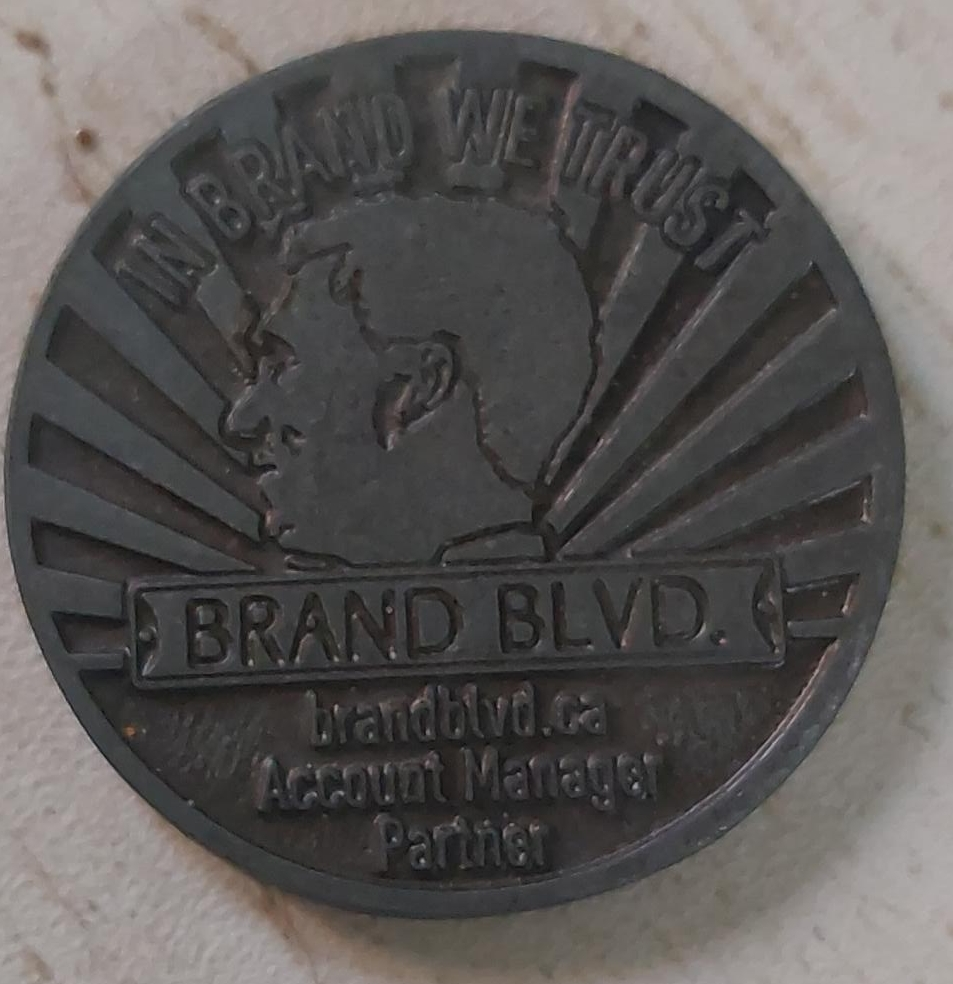 IN BRAND WE TRUST
BRAND BLVD.
brandblvd.ca
Account Manager
Partner